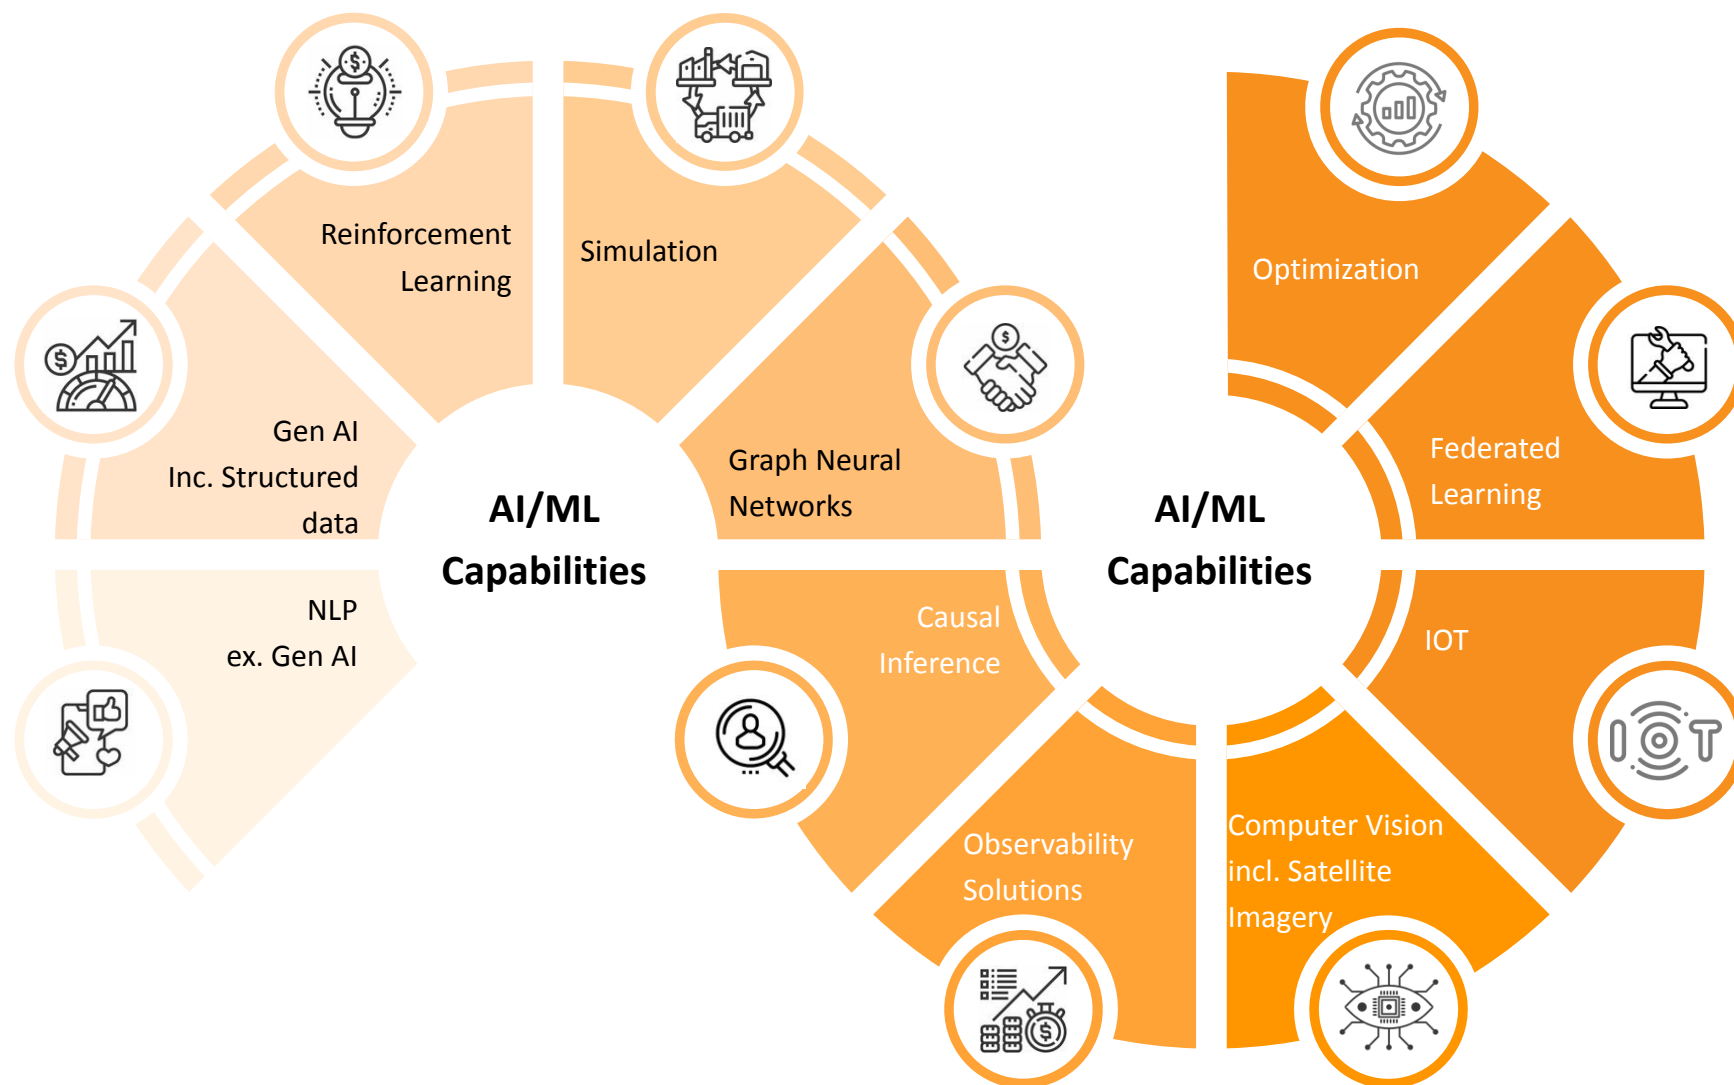 Reinforcement
Learning
Simulation
Gen AI
Inc. Structured
data
Graph Neural
Networks
AI/ML
Capabilities
NLP
ex. Gen AI
Optimization
Federated
Learning
AI/ML
Capabilities
Causal
Inference
IOT
IOT
Observability
Solutions
Computer Vision
incl. Satellite
Imagery